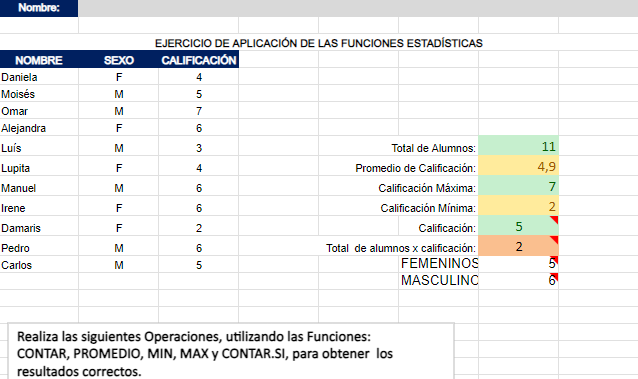 Nombre:
EJERCICIO DE APLICACIÓN DE LAS FUNCIONES ESTADÍSTICAS
NOMBRE SEXO CALIFICACIÓN
Daniela F 4
Moisés M 5
Omar M 7
Alejandra F 6
Luís M 3 Total de Alumnos: 11
Lupita F 4 Promedio de Calificación: 4,9
Manuel M 6 Calificación Máxima: 7
Irene F 6 Calificación Mínima: 2
Damaris F 2 Calificación: 5
Pedro M 6 Total de alumnos x calificación: 2
Carlos M 5 FEMENINOS 5
MASCULINO 6
Realiza las siguientes Operaciones, utilizando las Funciones:
CONTAR, PROMEDIO, MIN, MAX y CONTAR.SI, para obtener los
resultados correctos.